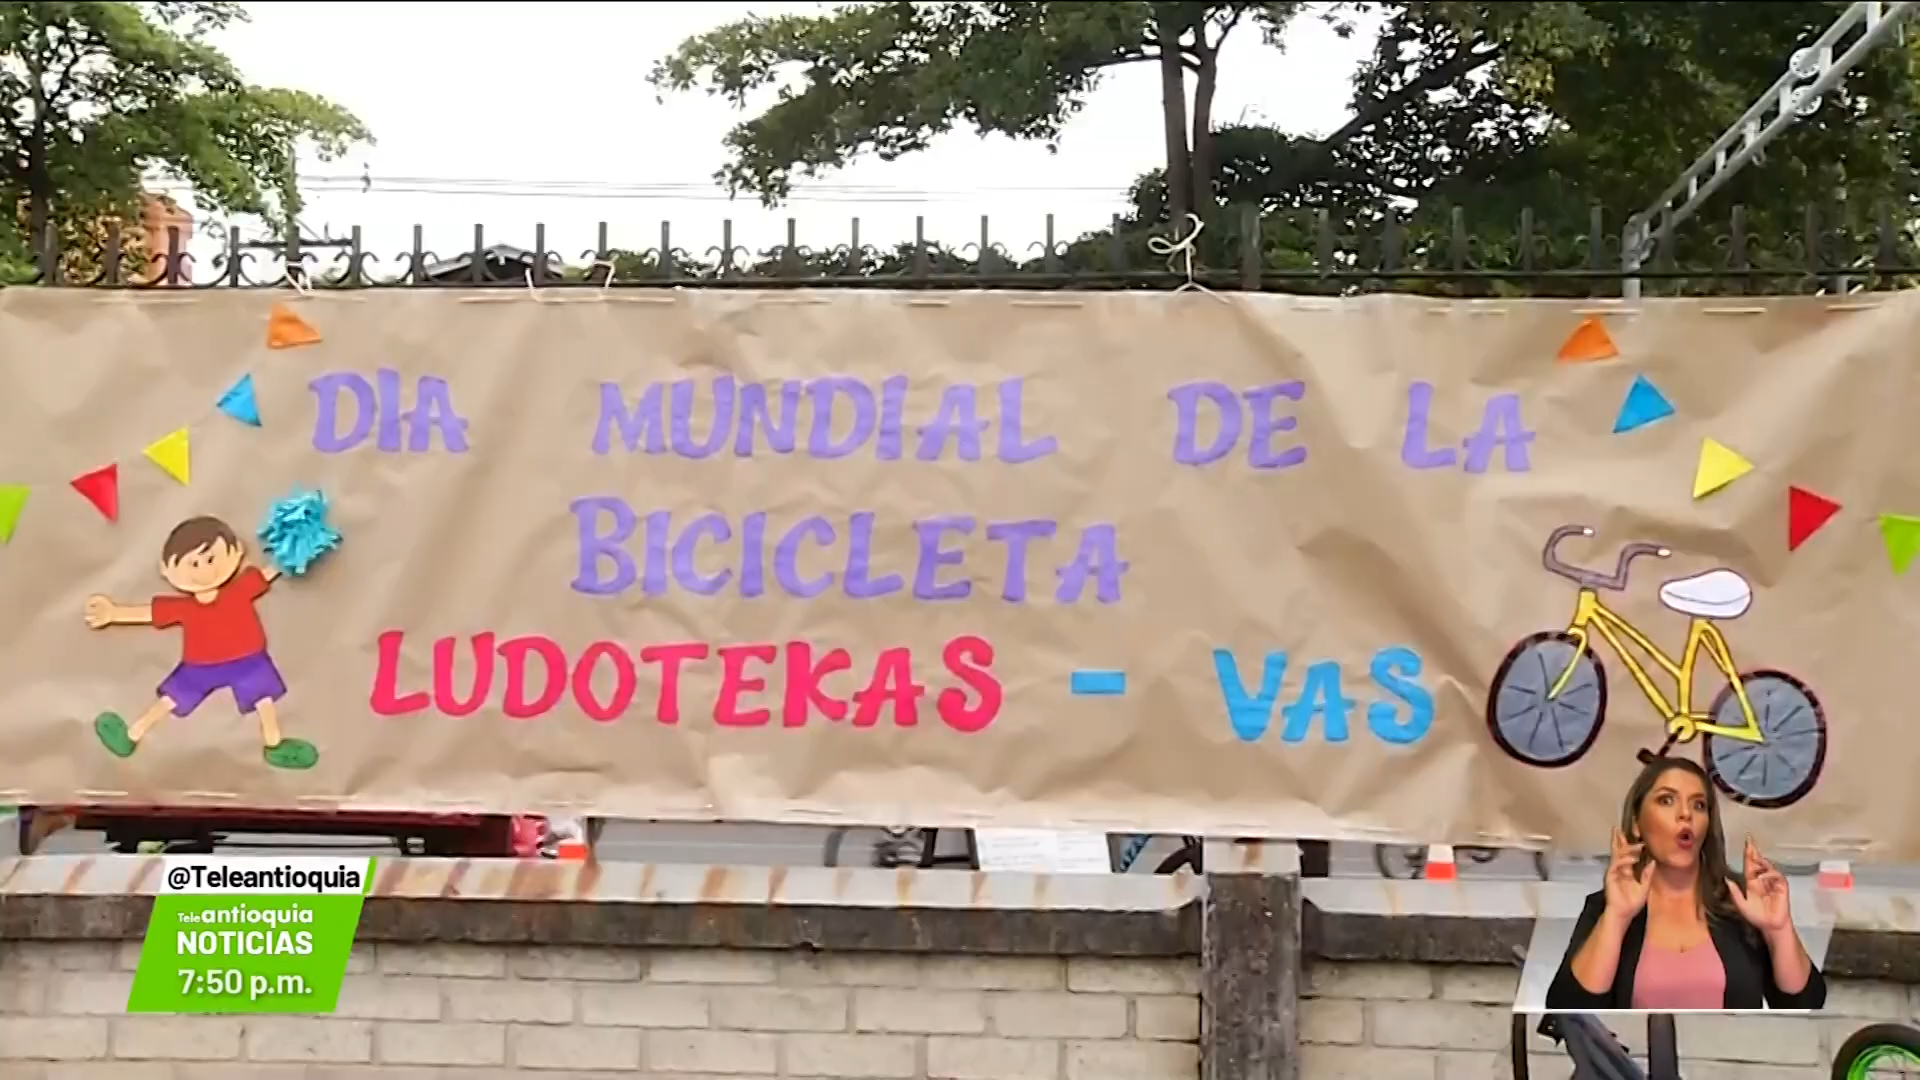 DIA MUNDIAL DE LA
BICICLETA
LUDOTEKAS - VAS
@Teleantioquia
Teleantioquia
NOTICIAS
7:50 p.m.